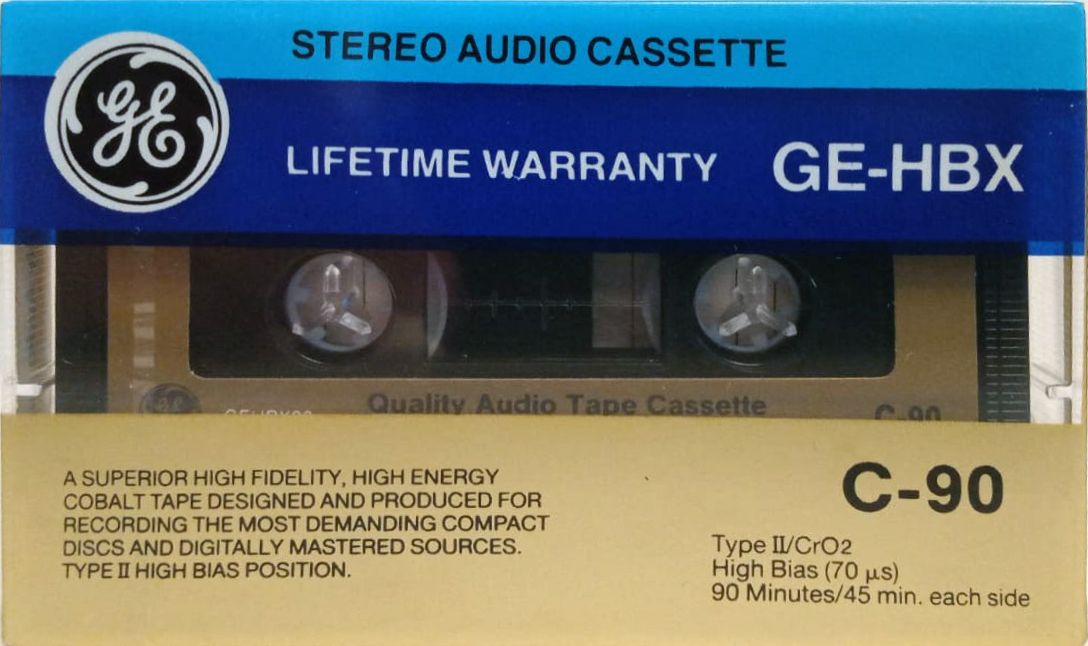 STEREO AUDIO CASSETTE
GE
LIFETIME WARRANTY GE-HBX
Quality Audio Tape Cassette C-90
A SUPERIOR HIGH FIDELITY, HIGH ENERGY
COBALT TAPE DESIGNED AND PRODUCED FOR
RECORDING THE MOST DEMANDING COMPACT
DISCS AND DIGITALLY MASTERED SOURCES.
TYPE II HIGH BIAS POSITION.
C-90
Type II/CrO2
High Bias (70 µs)
90 Minutes/45 min. each side